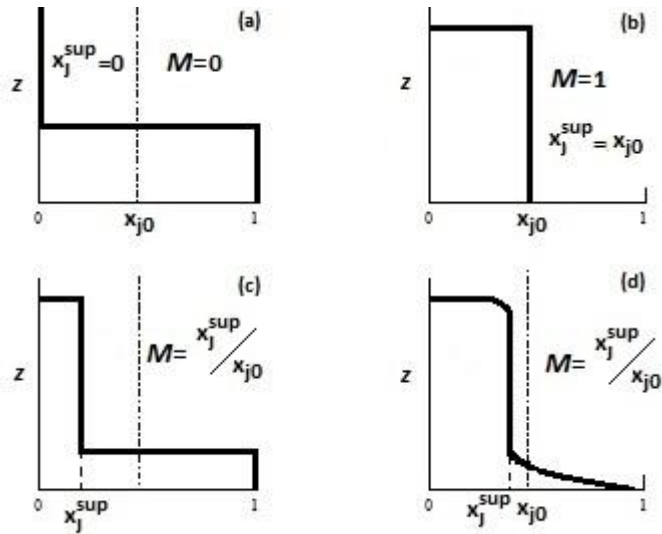 (a)
x_J^sup=0 M=0
z
0 1
x_j0
(b)
M=1
z
x_J^sup = x_j0
0 1
x_j0
(c)
M= x_J^sup / x_j0
z
0 1
x_J^sup
(d)
M= x_J^sup / x_j0
z
0 1
x_J^sup x_j0